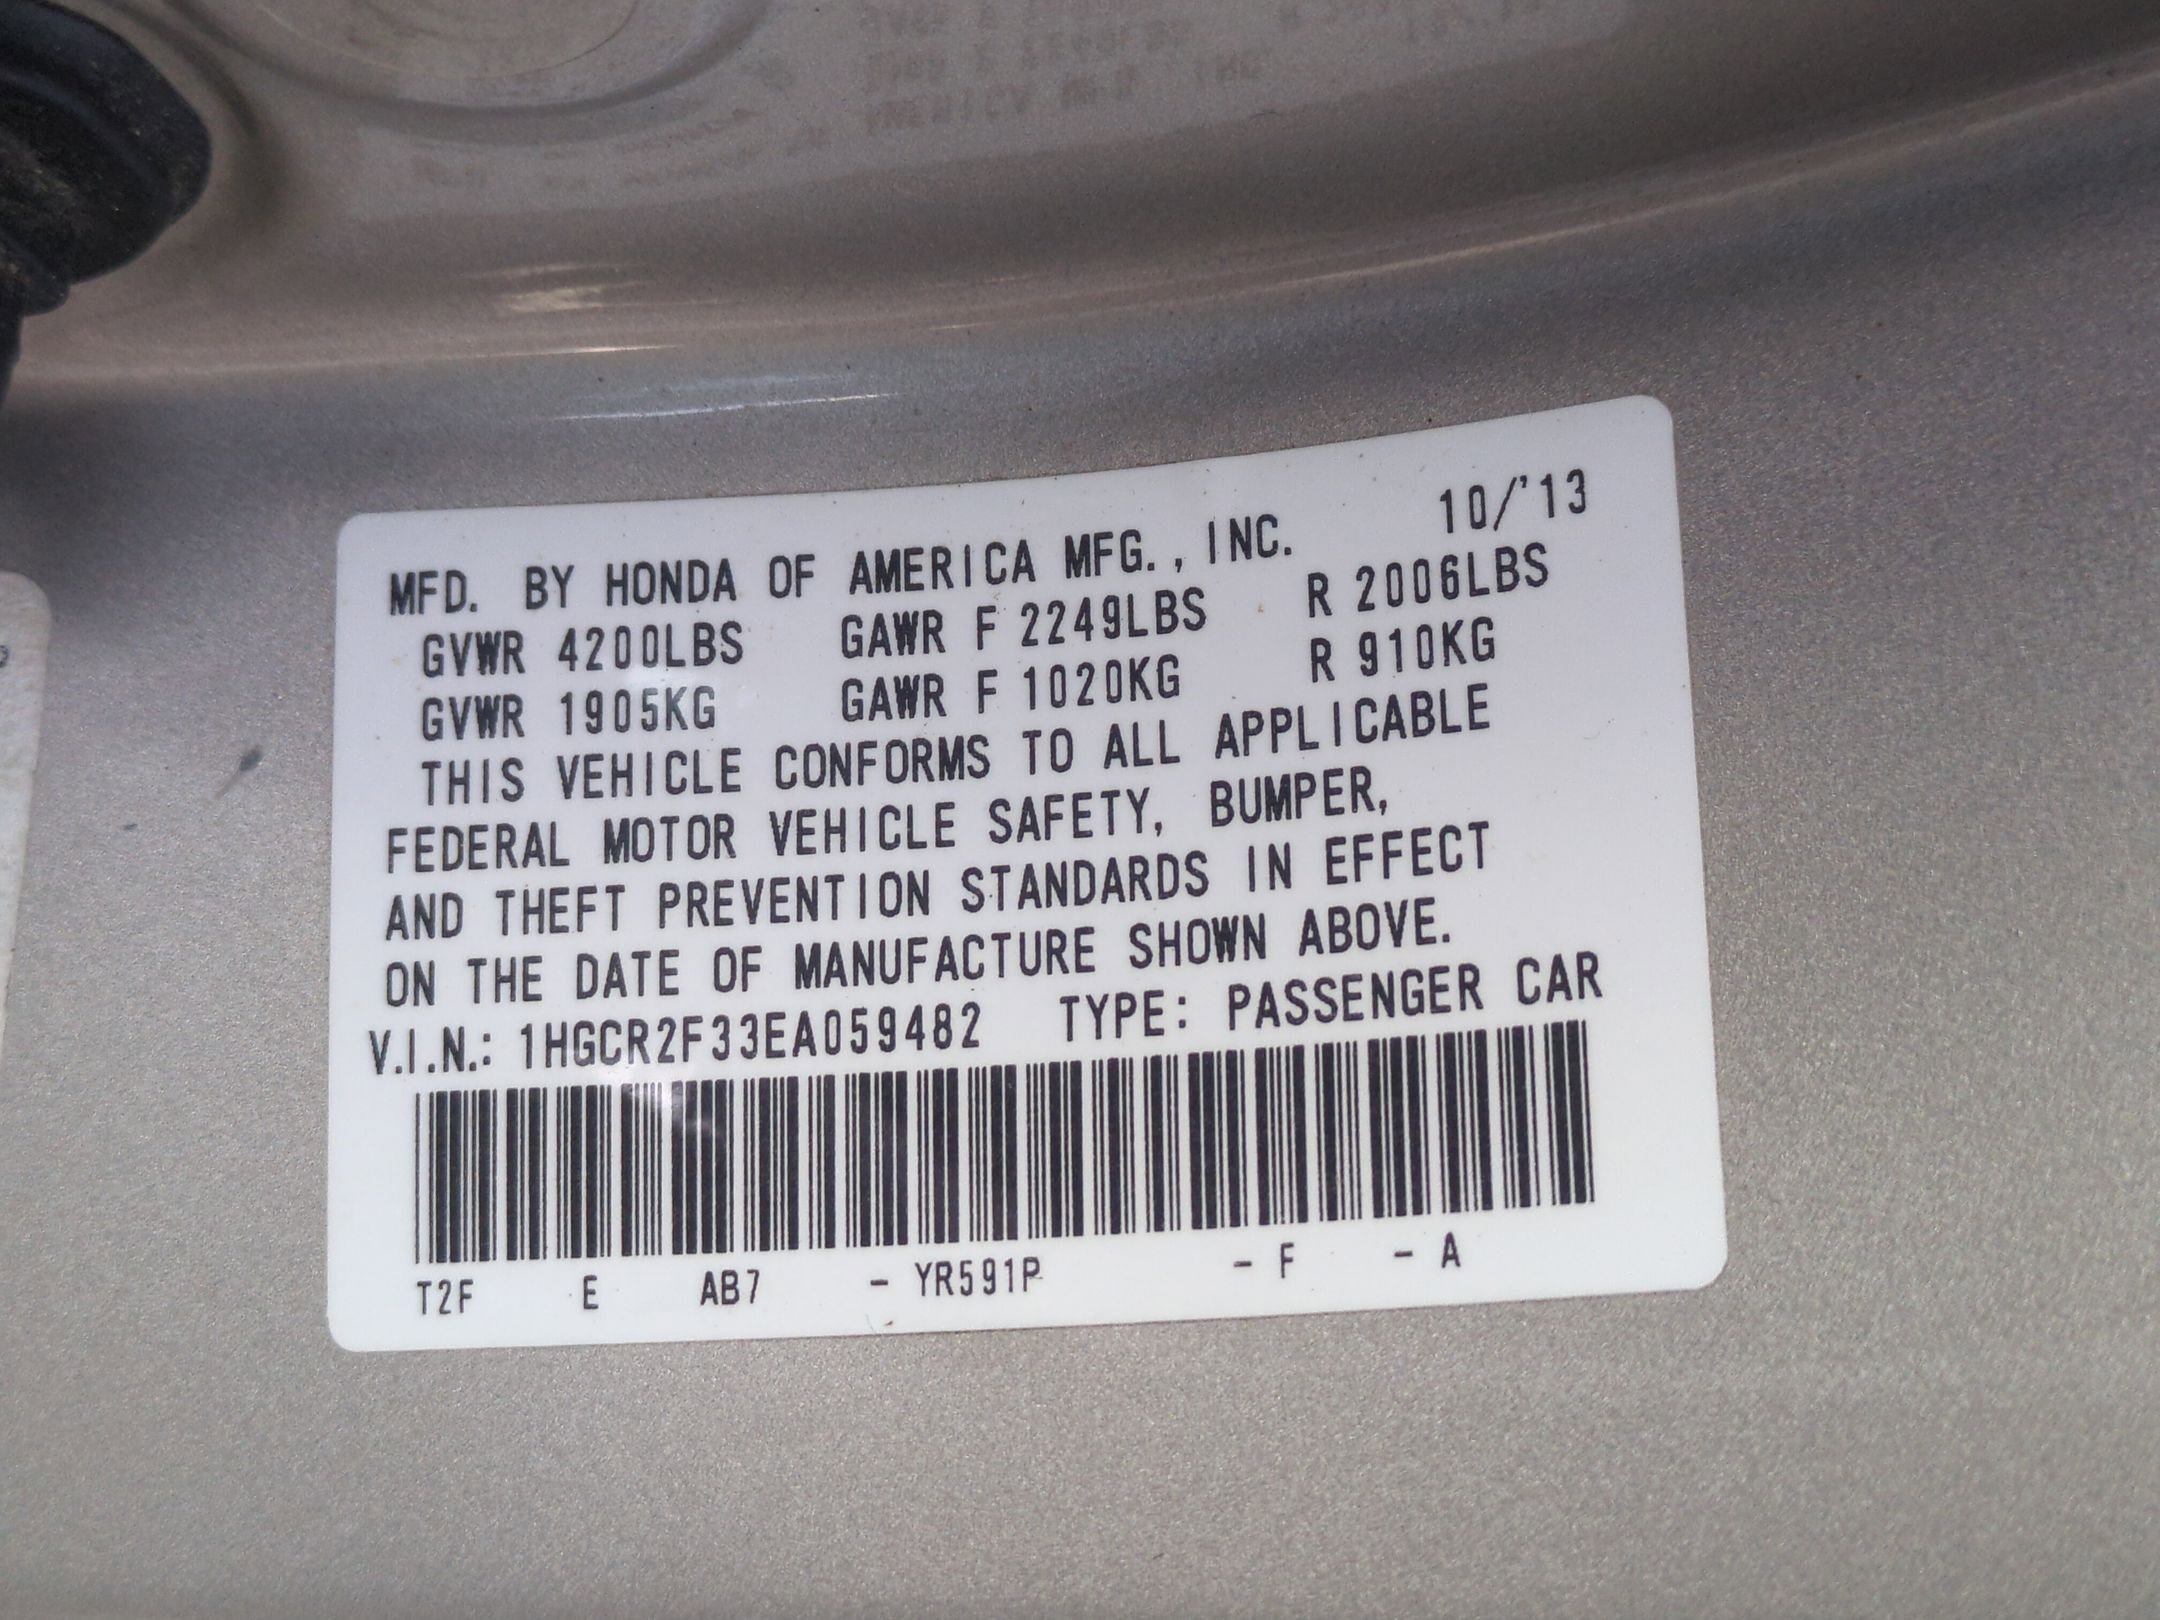 MFD. BY HONDA OF AMERICA MFG., INC. 10/'13
GVWR 4200LBS GAWR F 2249LBS R 2006LBS
GVWR 1905KG GAWR F 1020KG R 910KG
THIS VEHICLE CONFORMS TO ALL APPLICABLE
FEDERAL MOTOR VEHICLE SAFETY, BUMPER,
AND THEFT PREVENTION STANDARDS IN EFFECT
ON THE DATE OF MANUFACTURE SHOWN ABOVE.
V.I.N.: 1HGCR2F33EA059482 TYPE: PASSENGER CAR
T2F E AB7 - YR591P - F - A